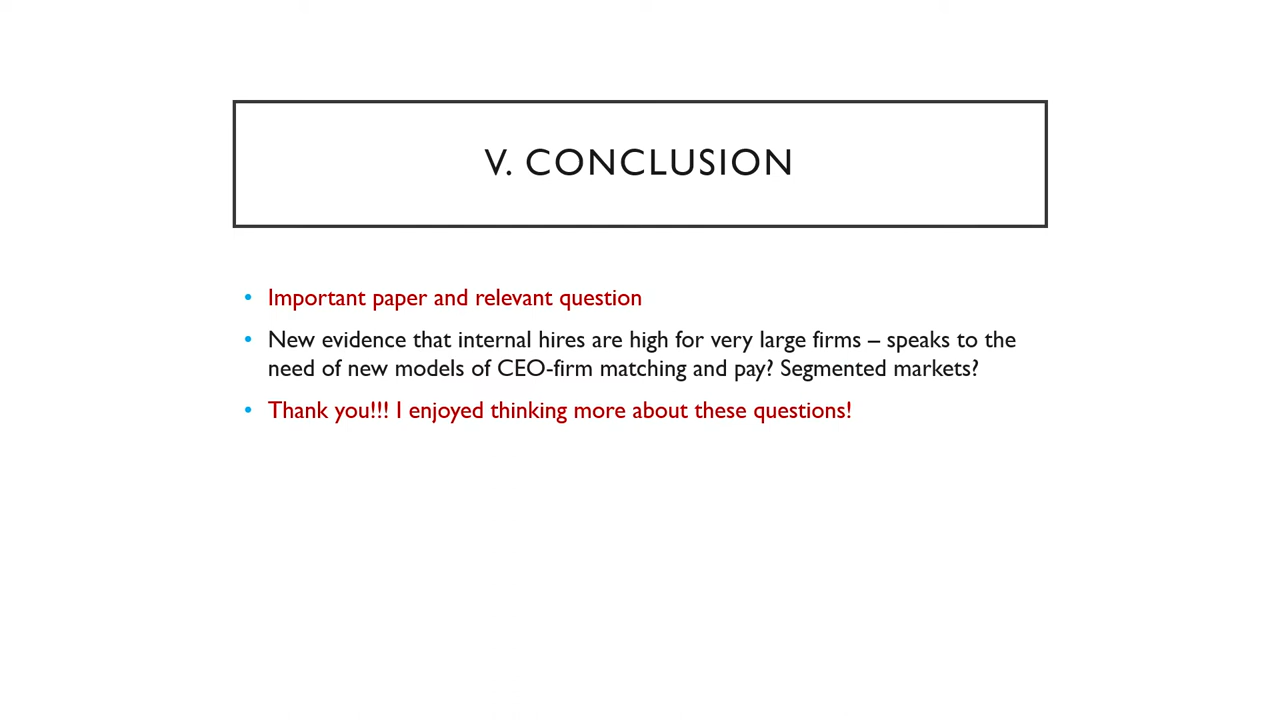 V. CONCLUSION
• Important paper and relevant question
• New evidence that internal hires are high for very large firms – speaks to the
need of new models of CEO-firm matching and pay? Segmented markets?
• Thank you!!! I enjoyed thinking more about these questions!